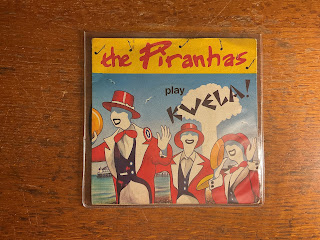 the Piranhas
play
KWELA!